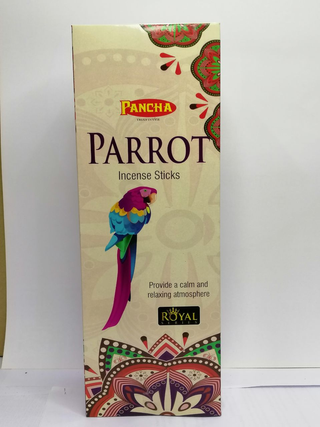 PANCHA
PARROT
Incense Sticks
Provide a calm and
relaxing atmosphere
ROYAL